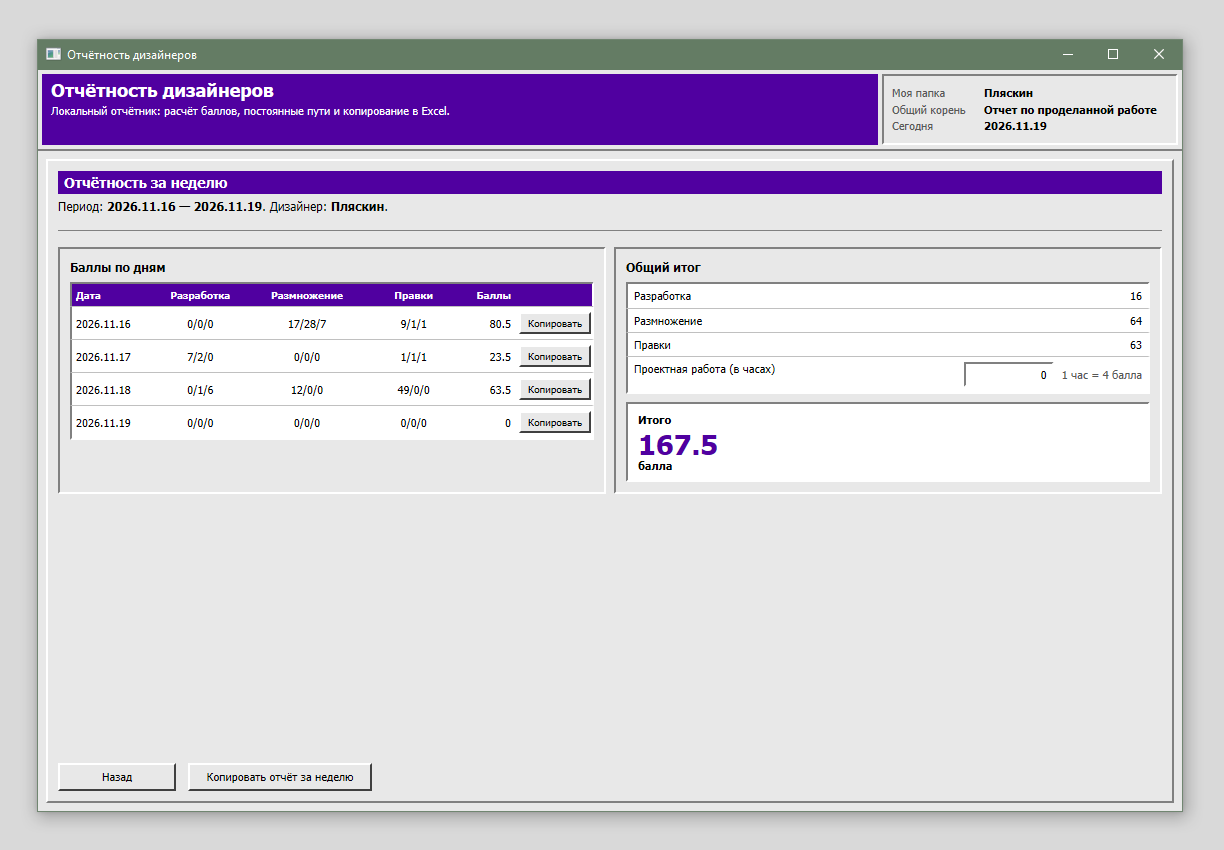 Отчётность дизайнеров
Отчётность дизайнеров
Локальный отчётник: расчёт баллов, постоянные пути и копирование в Excel.
Моя папка Пляскин
Общий корень Отчет по проделанной работе
Сегодня 2026.11.19
Отчётность за неделю
Период: 2026.11.16 — 2026.11.19. Дизайнер: Пляскин.
Баллы по дням
Дата Разработка Размножение Правки Баллы
2026.11.16 0/0/0 17/28/7 9/1/1 80.5 Копировать
2026.11.17 7/2/0 0/0/0 1/1/1 23.5 Копировать
2026.11.18 0/1/6 12/0/0 49/0/0 63.5 Копировать
2026.11.19 0/0/0 0/0/0 0/0/0 0 Копировать
Общий итог
Разработка 16
Размножение 64
Правки 63
Проектная работа (в часах) 0 1 час = 4 балла
Итого
167.5
балла
Назад Копировать отчёт за неделю